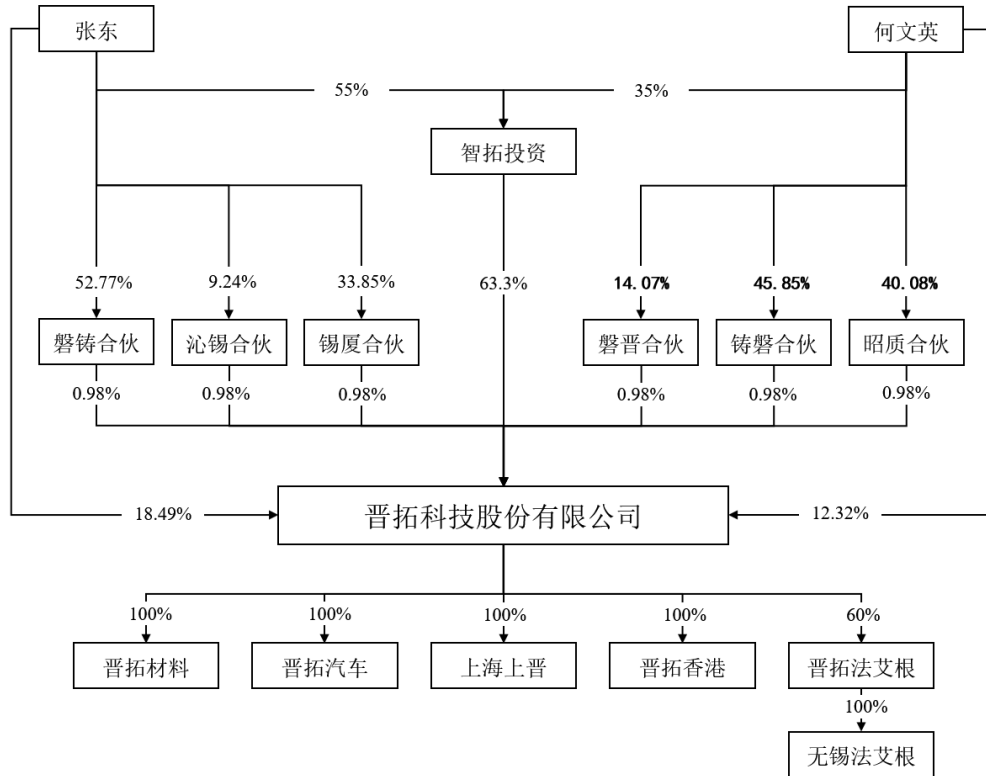 张东
何文英
55%
35%
智拓投资
52.77%
9.24%
33.85%
63.3%
14.07%
45.85%
40.08%
磐铸合伙
沁锡合伙
锡厦合伙
磐晋合伙
铸磐合伙
昭质合伙
0.98%
0.98%
0.98%
0.98%
0.98%
0.98%
18.49%
晋拓科技股份有限公司
12.32%
100%
100%
100%
100%
60%
晋拓材料
晋拓汽车
上海上晋
晋拓香港
晋拓法艾根
100%
无锡法艾根